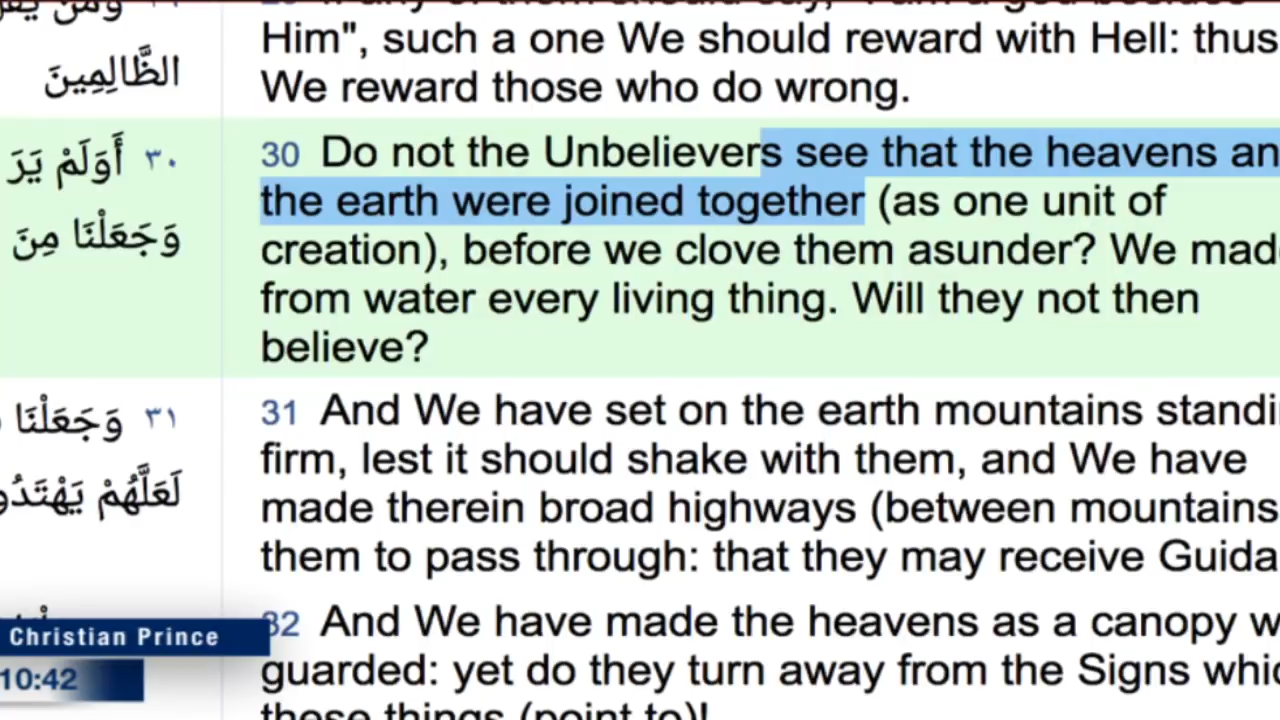 الظَّالِمِينَ
٣٠ أَوَلَمْ يَرَ
وَجَعَلْنَا مِنَ
٣١ وَجَعَلْنَا
لَعَلَّهُمْ
Him", such a one We should reward with Hell: thus
We reward those who do wrong.
30 Do not the Unbelievers see that the heavens an
the earth were joined together (as one unit of
creation), before we clove them asunder? We mad
from water every living thing. Will they not then
believe?
31 And We have set on the earth mountains standi
firm, lest it should shake with them, and We have
made therein broad highways (between mountains
them to pass through: that they may receive Guida
32 And We have made the heavens as a canopy w
guarded: yet do they turn away from the Signs whic
these things (point to)!
Christian Prince
10:42